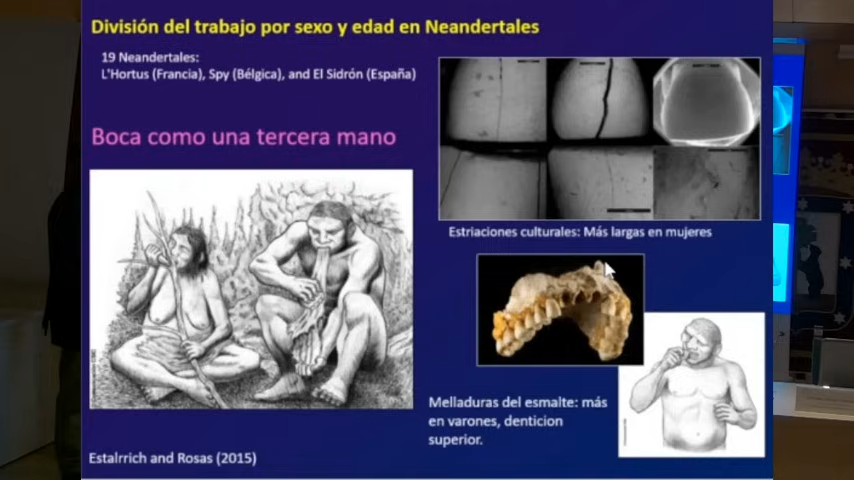 División del trabajo por sexo y edad en Neandertales
19 Neandertales:
L'Hortus (Francia), Spy (Bélgica), and El Sidrón (España)
Boca como una tercera mano
Estriaciones culturales: Más largas en mujeres
Melladuras del esmalte: más
en varones, denticion
superior.
Estalrrich and Rosas (2015)